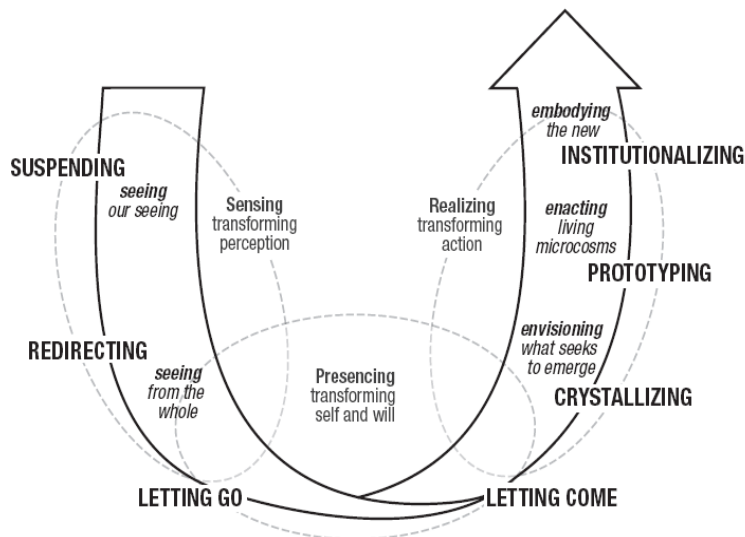 SUSPENDING
seeing
our seeing
Sensing
transforming
perception
REDIRECTING
seeing
from the
whole
LETTING GO
Presencing
transforming
self and will
LETTING COME
CRYSTALLIZING
envisioning
what seeks
to emerge
PROTOTYPING
enacting
living
microcosms
Realizing
transforming
action
INSTITUTIONALIZING
embodying
the new